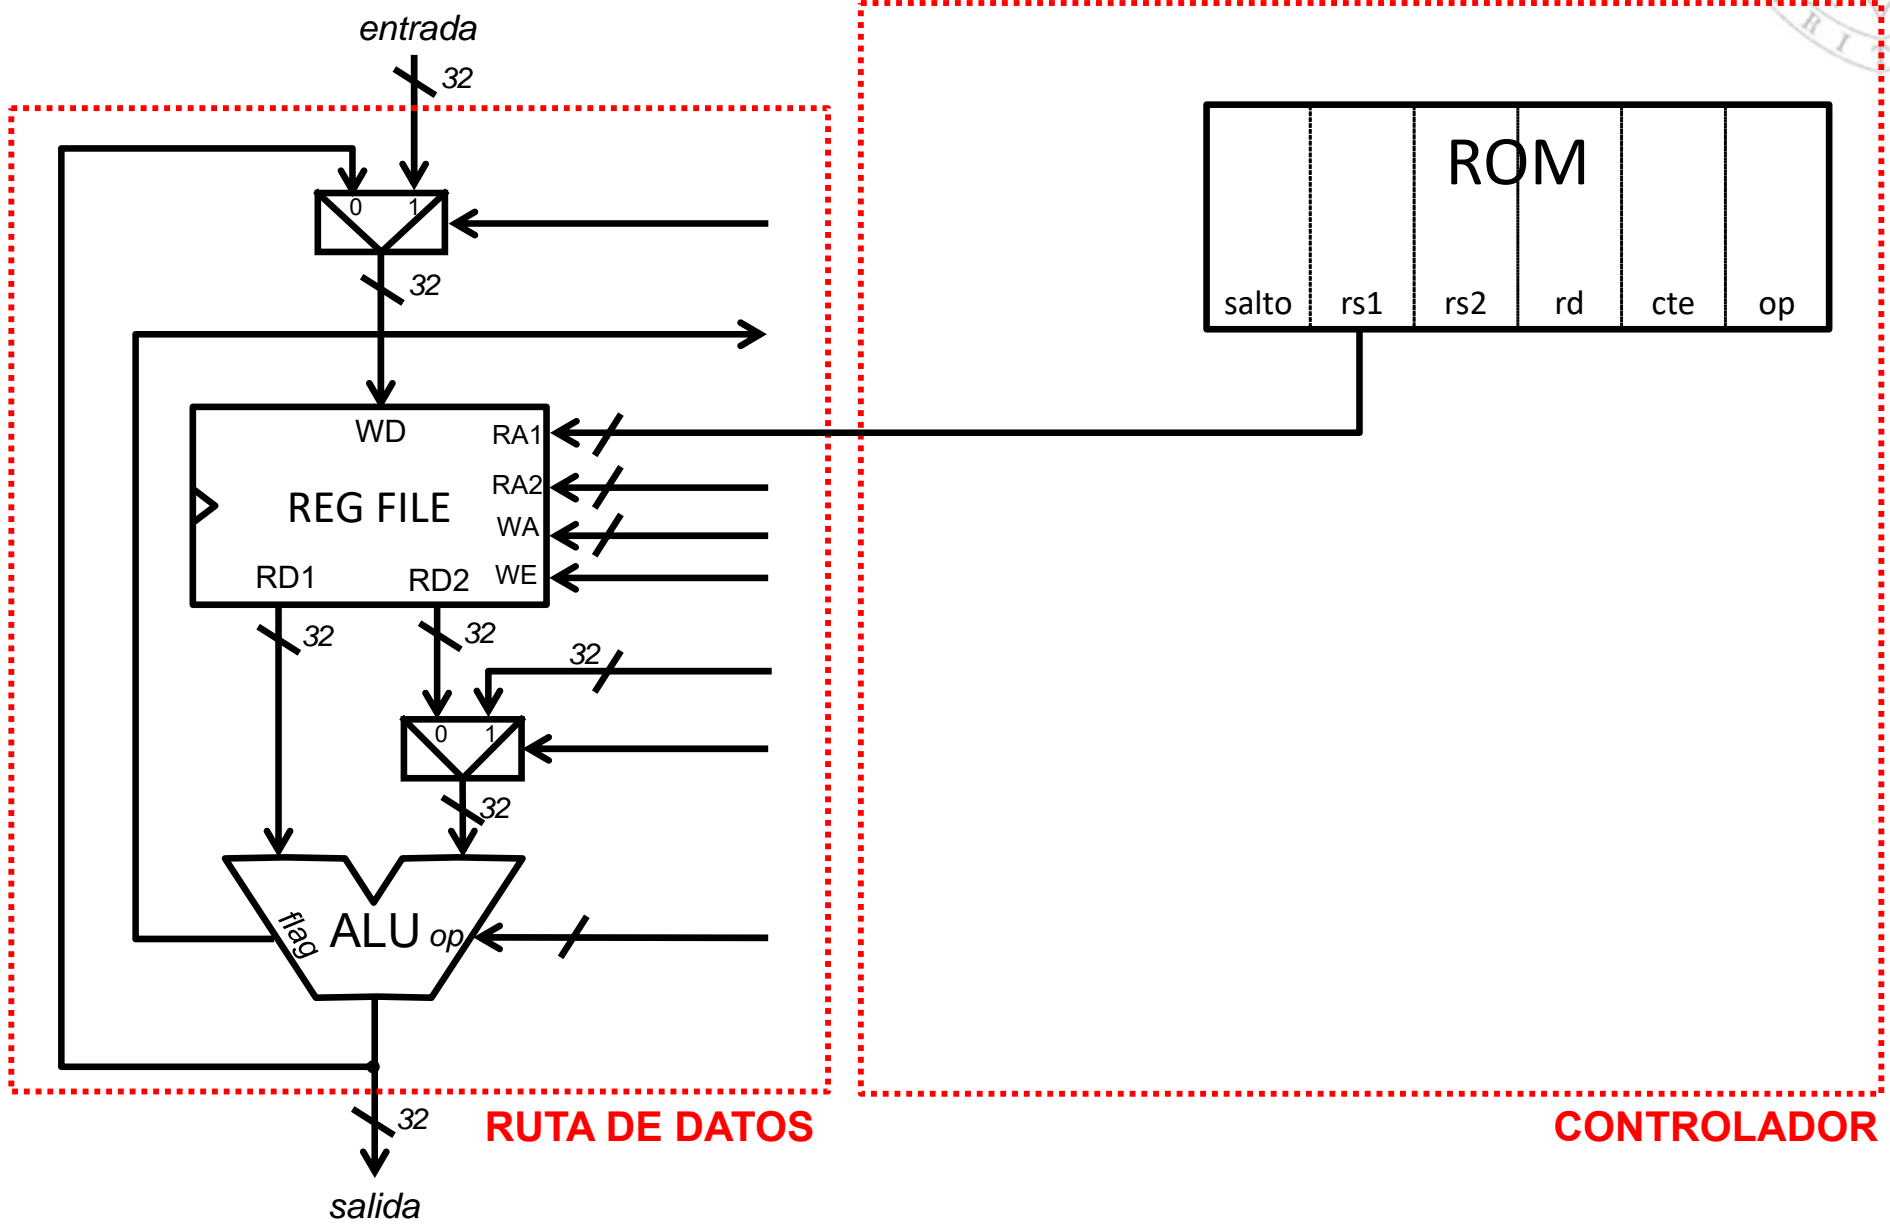 entrada
32
0 1
32
WD
RA1
REG FILE
RA2
WA
WE
RD1
RD2
32
32
32
0 1
32
flag
ALU
op
32
salida
RUTA DE DATOS
ROM
salto rs1 rs2 rd cte op
CONTROLADOR
R I